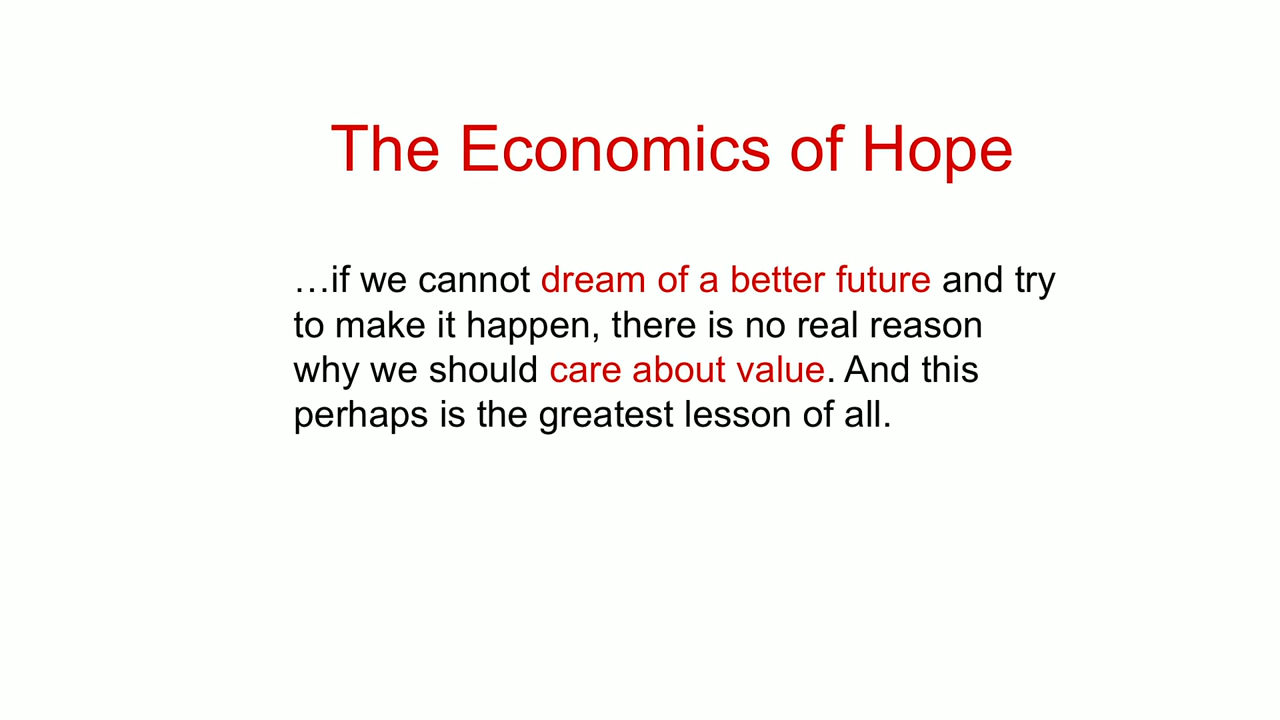 The Economics of Hope
…if we cannot dream of a better future and try
to make it happen, there is no real reason
why we should care about value. And this
perhaps is the greatest lesson of all.